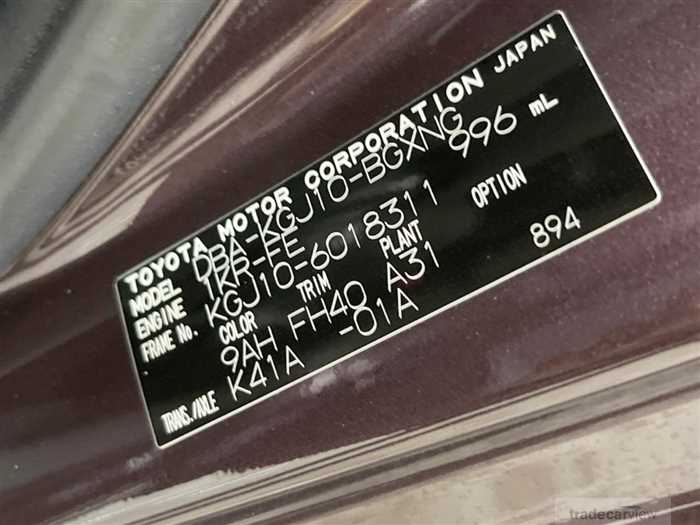 TOYOTA MOTOR CORPORATION JAPAN
MODEL DBA-KGJ10-BGXNG
ENGINE 1KR-FE 996 mL
FRAME No. KGJ10-6018311
COLOR TRIM PLANT OPTION
9AH FH40 A31 894
TRANS./AXLE K41A -01A
tradecarview